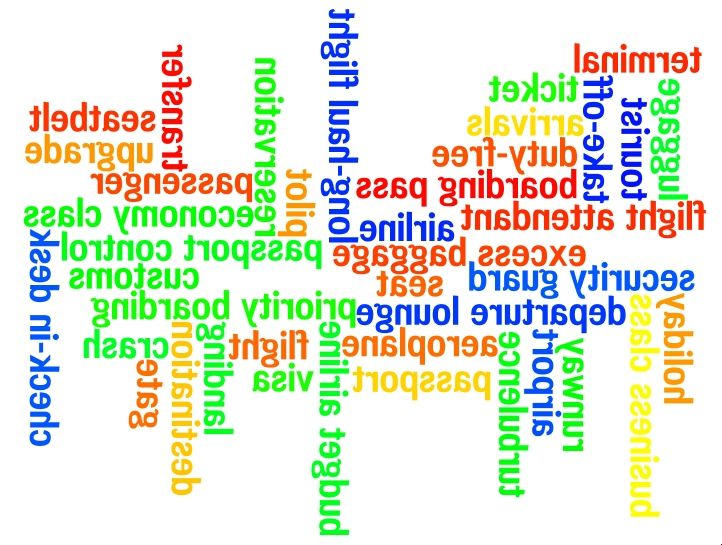 long-haul flight
transfer
terminal
reservation
ticket
take-off
luggage
tourist
seatbelt
arrivals
upgrade
duty-free
passenger
pilot
boarding pass
economy class
airline
flight attendant
check-in desk
passport control
excess baggage
customs
seat
security guard
priority boarding
departure lounge
business class
holiday
crash
destination
landing
flight
budget airline
aeroplane
turbulence
airport
runway
gate
visa
passport